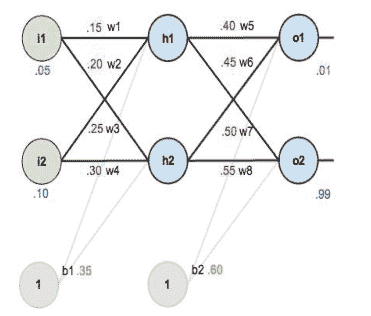 i1 .15 w1 h1 .40 w5 o1
.05 .20 w2 .45 w6 .01
.25 w3 .50 w7
i2 .30 w4 h2 .55 w8 o2
.10 .99
1 b1 .35 1 b2 .60